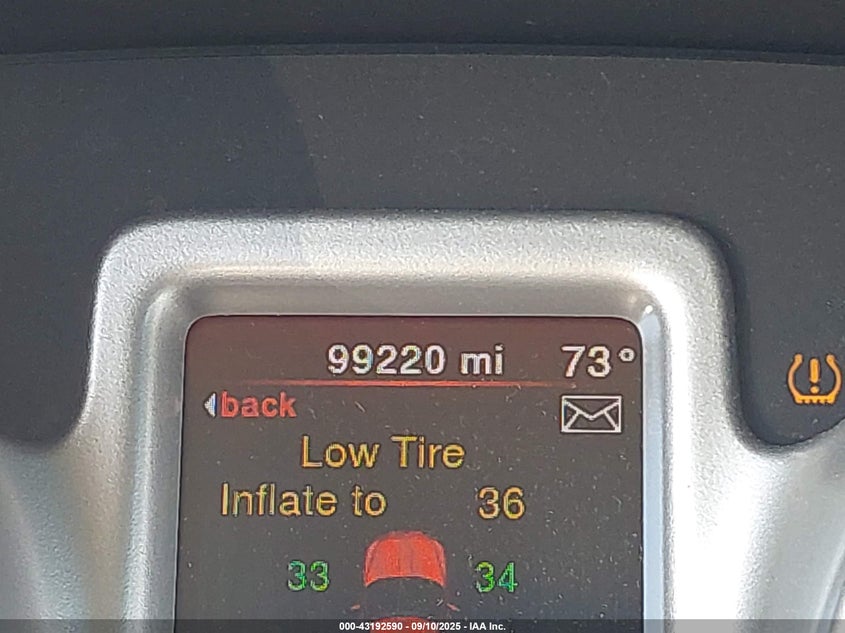 99220 mi 73°
back
Low Tire
Inflate to 36
33 34
000-43192590 - 09/10/2025 - IAA Inc.